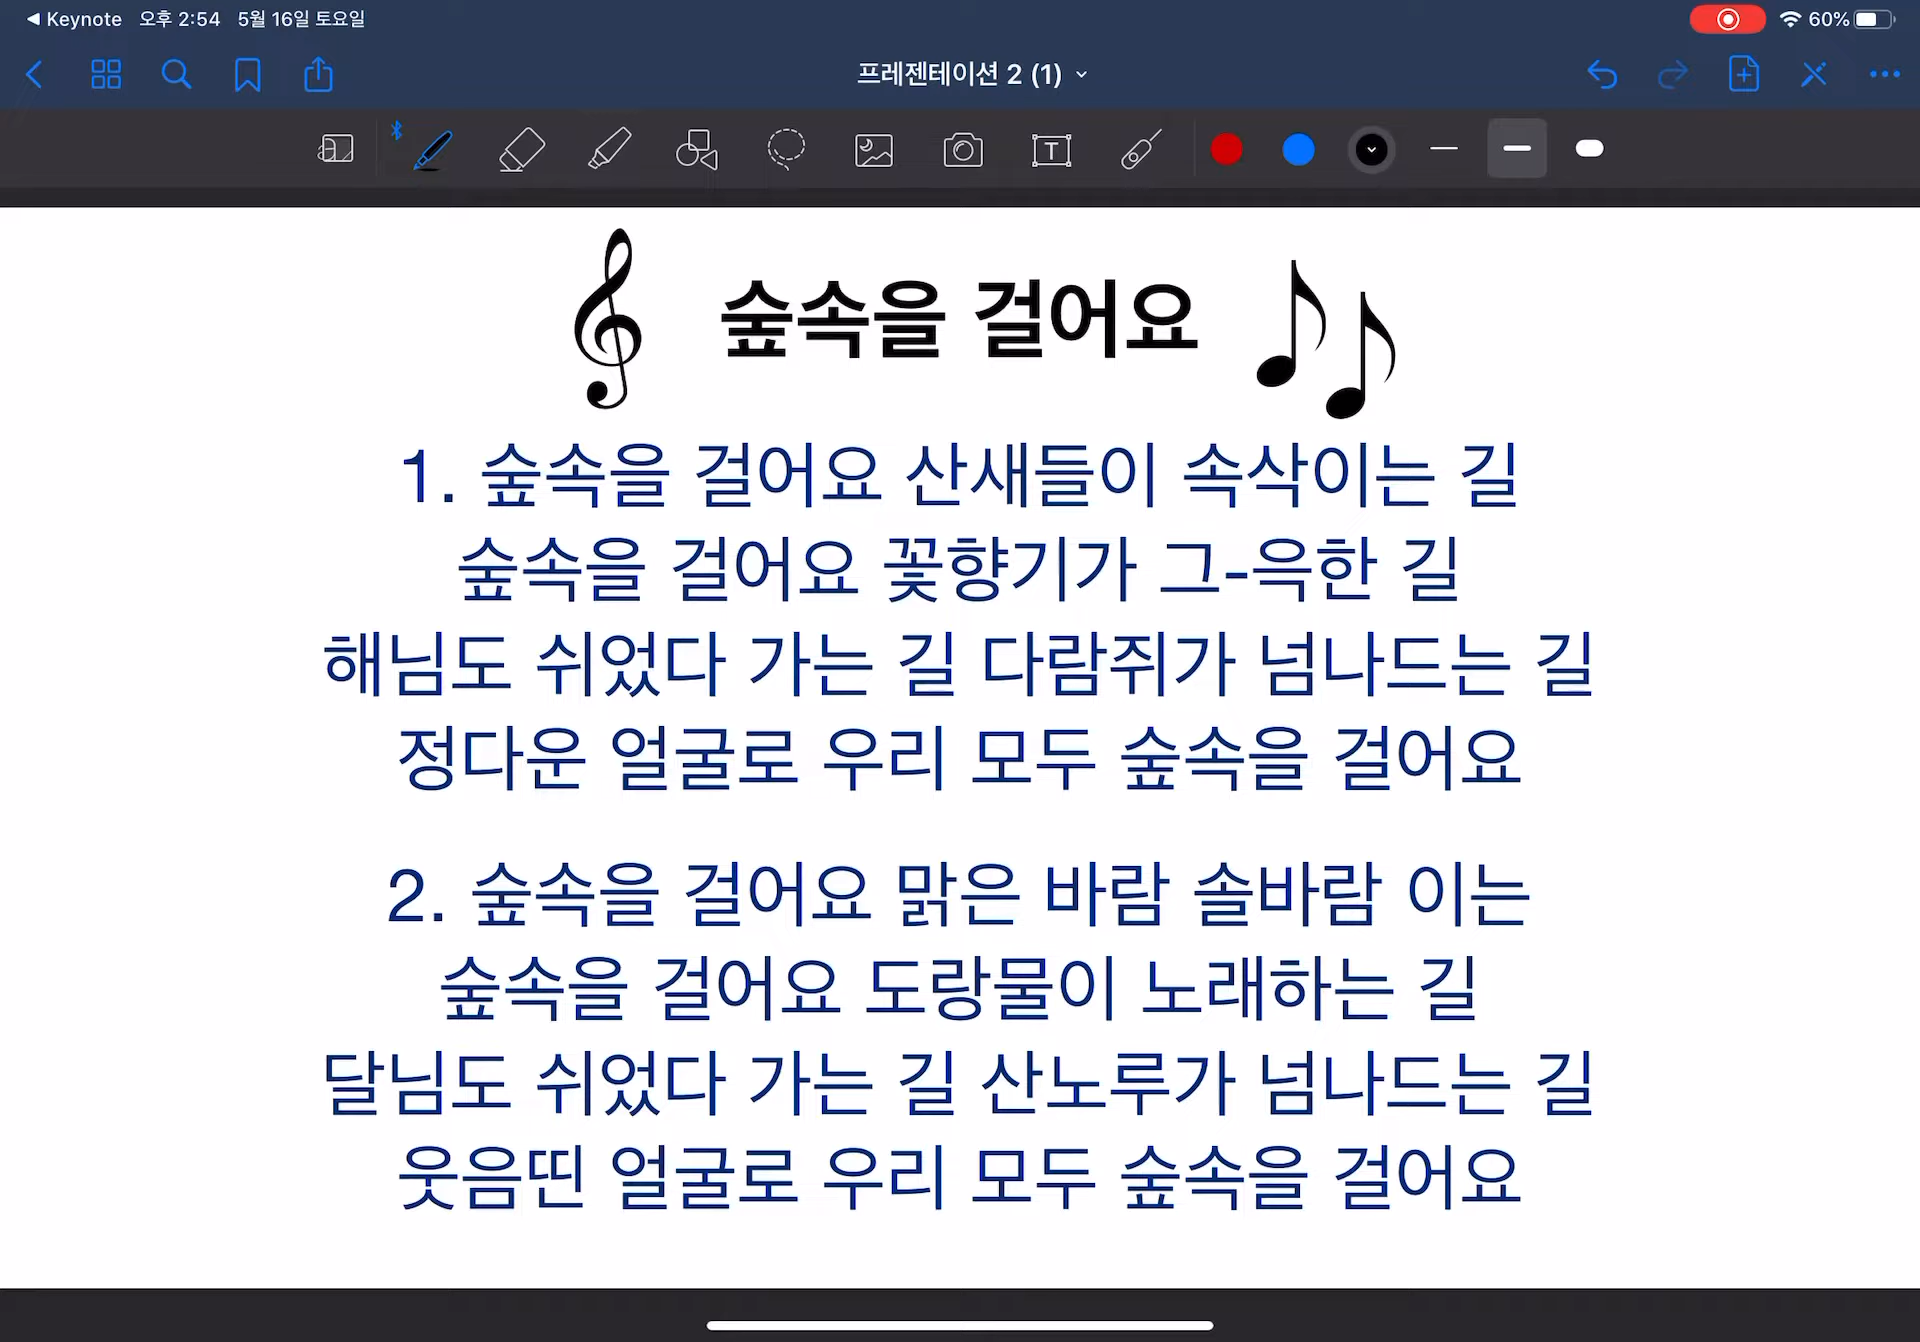 Keynote 오후 2:54 5월 16일 토요일 60%
프레젠테이션 2 (1)
숲속을 걸어요
1. 숲속을 걸어요 산새들이 속삭이는 길
숲속을 걸어요 꽃향기가 그-윽한 길
해님도 쉬었다 가는 길 다람쥐가 넘나드는 길
정다운 얼굴로 우리 모두 숲속을 걸어요
2. 숲속을 걸어요 맑은 바람 솔바람 이는
숲속을 걸어요 도랑물이 노래하는 길
달님도 쉬었다 가는 길 산노루가 넘나드는 길
웃음띤 얼굴로 우리 모두 숲속을 걸어요